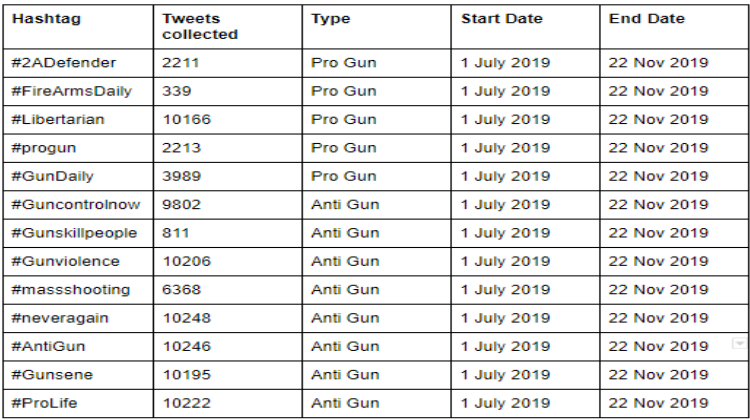 Hashtag Tweets collected Type Start Date End Date
#2ADefender 2211 Pro Gun 1 July 2019 22 Nov 2019
#FireArmsDaily 339 Pro Gun 1 July 2019 22 Nov 2019
#Libertarian 10166 Pro Gun 1 July 2019 22 Nov 2019
#progun 2213 Pro Gun 1 July 2019 22 Nov 2019
#GunDaily 3989 Pro Gun 1 July 2019 22 Nov 2019
#Guncontrolnow 9802 Anti Gun 1 July 2019 22 Nov 2019
#Gunskillpeople 811 Anti Gun 1 July 2019 22 Nov 2019
#Gunviolence 10206 Anti Gun 1 July 2019 22 Nov 2019
#massshooting 6368 Anti Gun 1 July 2019 22 Nov 2019
#neveragain 10248 Anti Gun 1 July 2019 22 Nov 2019
#AntiGun 10246 Anti Gun 1 July 2019 22 Nov 2019
#Gunsene 10195 Anti Gun 1 July 2019 22 Nov 2019
#ProLife 10222 Anti Gun 1 July 2019 22 Nov 2019